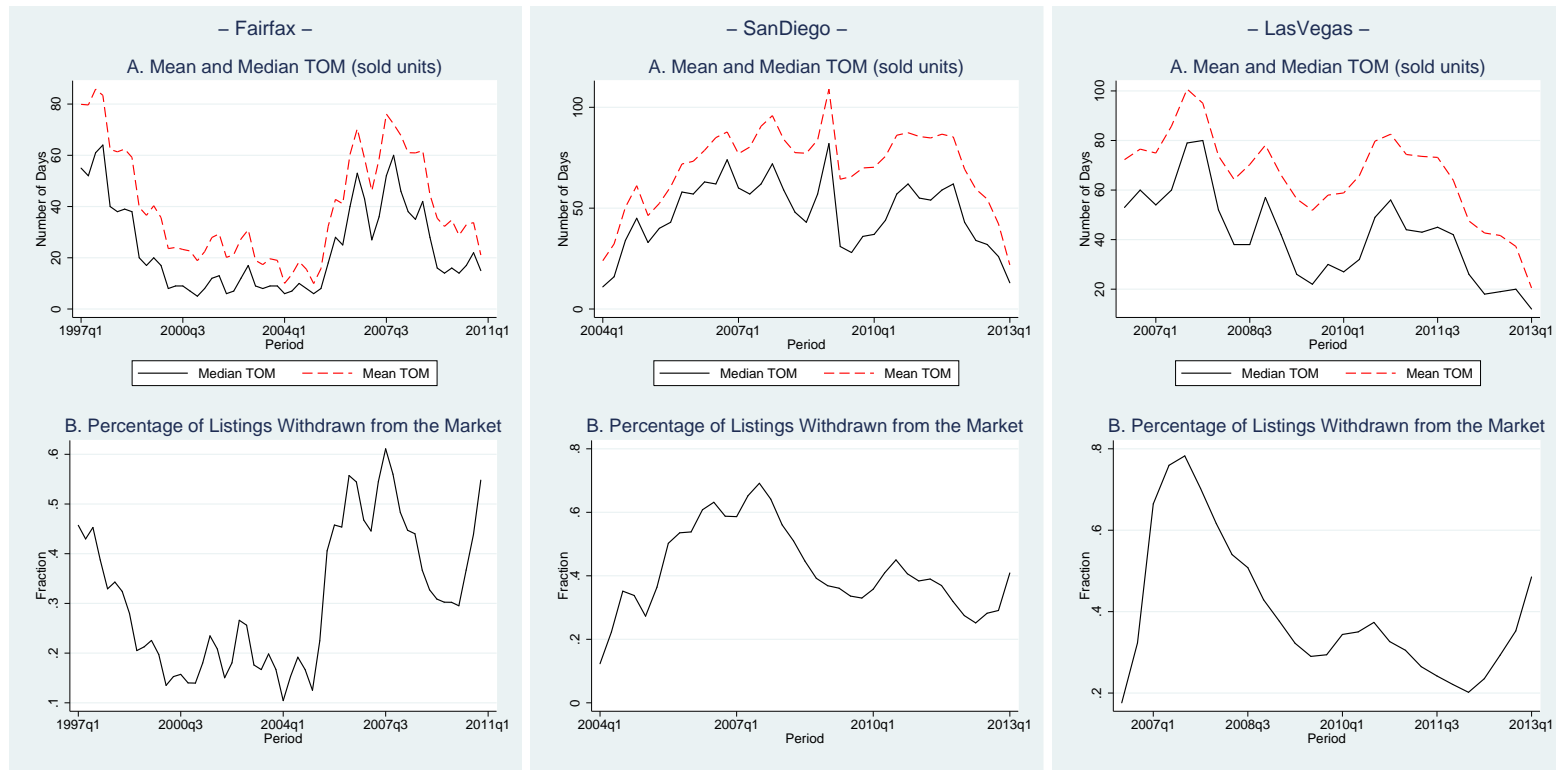 – Fairfax –
A. Mean and Median TOM (sold units)
Number of Days
80
60
40
20
0
1997q1 2000q3 2004q1 2007q3 2011q1
Period
Median TOM Mean TOM
B. Percentage of Listings Withdrawn from the Market
Fraction
.6
.5
.4
.3
.2
.1
1997q1 2000q3 2004q1 2007q3 2011q1
Period
– SanDiego –
A. Mean and Median TOM (sold units)
Number of Days
100
50
0
2004q1 2007q1 2010q1 2013q1
Period
Median TOM Mean TOM
B. Percentage of Listings Withdrawn from the Market
Fraction
.8
.6
.4
.2
0
2004q1 2007q1 2010q1 2013q1
Period
– LasVegas –
A. Mean and Median TOM (sold units)
Number of Days
100
80
60
40
20
2007q1 2008q3 2010q1 2011q3 2013q1
Period
Median TOM Mean TOM
B. Percentage of Listings Withdrawn from the Market
Fraction
.8
.6
.4
.2
2007q1 2008q3 2010q1 2011q3 2013q1
Period